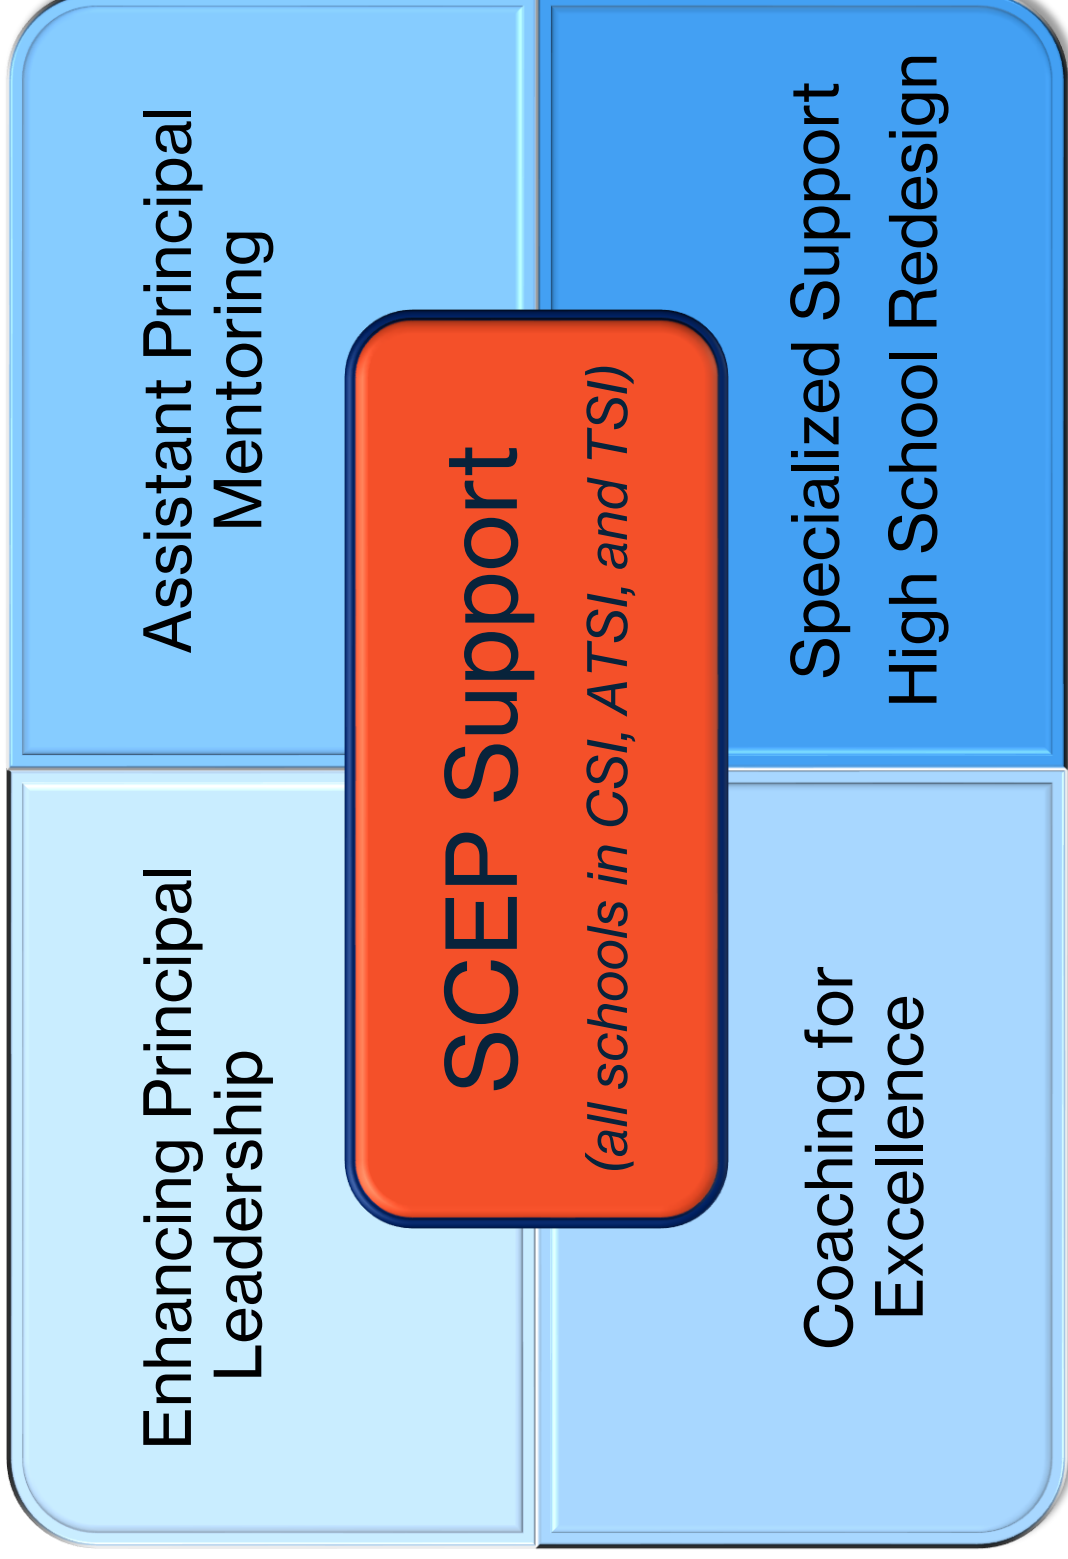 Enhancing Principal
Leadership
Assistant Principal
Mentoring
SCEP Support
(all schools in CSI, ATSI, and TSI)
Coaching for
Excellence
Specialized Support
High School Redesign